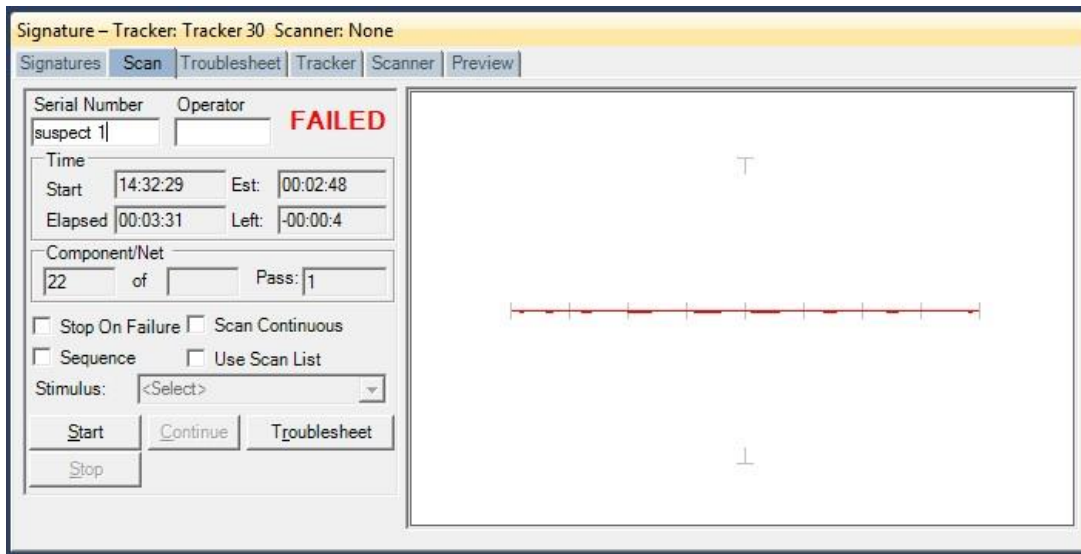 Signature – Tracker: Tracker 30 Scanner: None
Signatures Scan Troublesheet Tracker Scanner Preview
Serial Number Operator
suspect 1
FAILED
Time
Start 14:32:29 Est: 00:02:48
Elapsed 00:03:31 Left: -00:00:4
Component/Net
22 of Pass: 1
Stop On Failure Scan Continuous
Sequence Use Scan List
Stimulus: <Select>
Start Continue Troublesheet
Stop